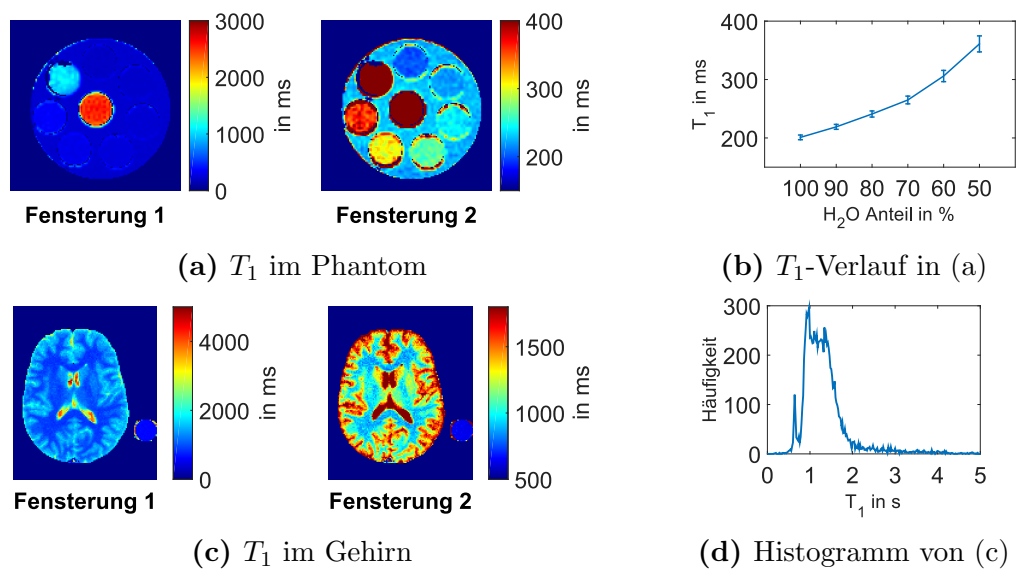 3000
2000
1000
0
in ms
Fensterung 1
400
300
200
in ms
Fensterung 2
(a) T₁ im Phantom
400
300
200
T₁ in ms
100 90 80 70 60 50
H₂O Anteil in %
(b) T₁-Verlauf in (a)
4000
2000
0
in ms
Fensterung 1
1500
1000
500
in ms
Fensterung 2
(c) T₁ im Gehirn
300
200
100
0
Häufigkeit
0 1 2 3 4 5
T₁ in s
(d) Histogramm von (c)